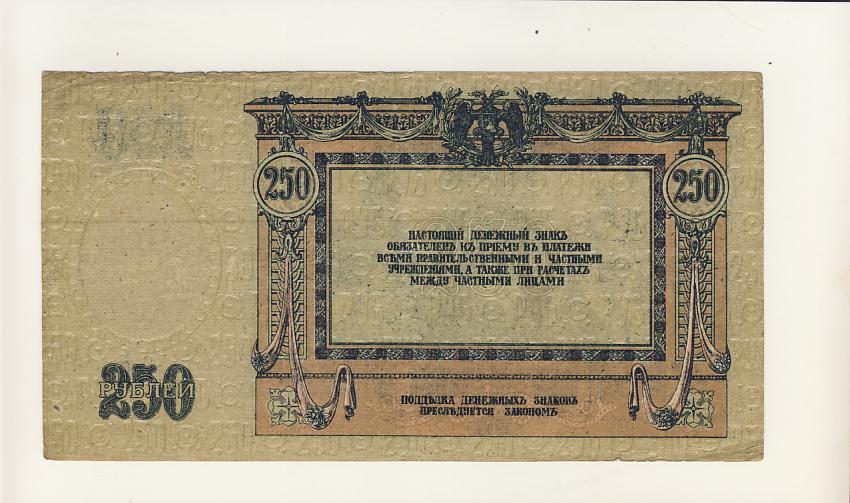 250
250
НАСТОЯЩІЙ ДЕНЕЖНЫЙ ЗНАКЪ
ОБЯЗАТЕЛЕНЪ КЪ ПРІЕМУ ВЪ ПЛАТЕЖИ
ВСѢМИ ПРАВИТЕЛЬСТВЕННЫМИ И ЧАСТНЫМИ
УЧРЕЖДЕНІЯМИ, А ТАКЖЕ ПРИ РАСЧЕТАХЪ
МЕЖДУ ЧАСТНЫМИ ЛИЦАМИ
250
РУБЛЕЙ
ПОДДѢЛКА ДЕНЕЖНЫХЪ ЗНАКОВЪ
ПРЕСЛѢДУЕТСЯ ЗАКОНОМЪ